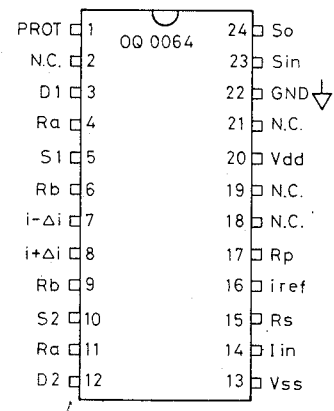 OQ 0064
PROT 1
N.C. 2
D1 3
Ra 4
S1 5
Rb 6
i-Δi 7
i+Δi 8
Rb 9
S2 10
Ra 11
D2 12
24 So
23 Sin
22 GND
21 N.C.
20 Vdd
19 N.C.
18 N.C.
17 Rp
16 iref
15 Rs
14 Iin
13 Vss